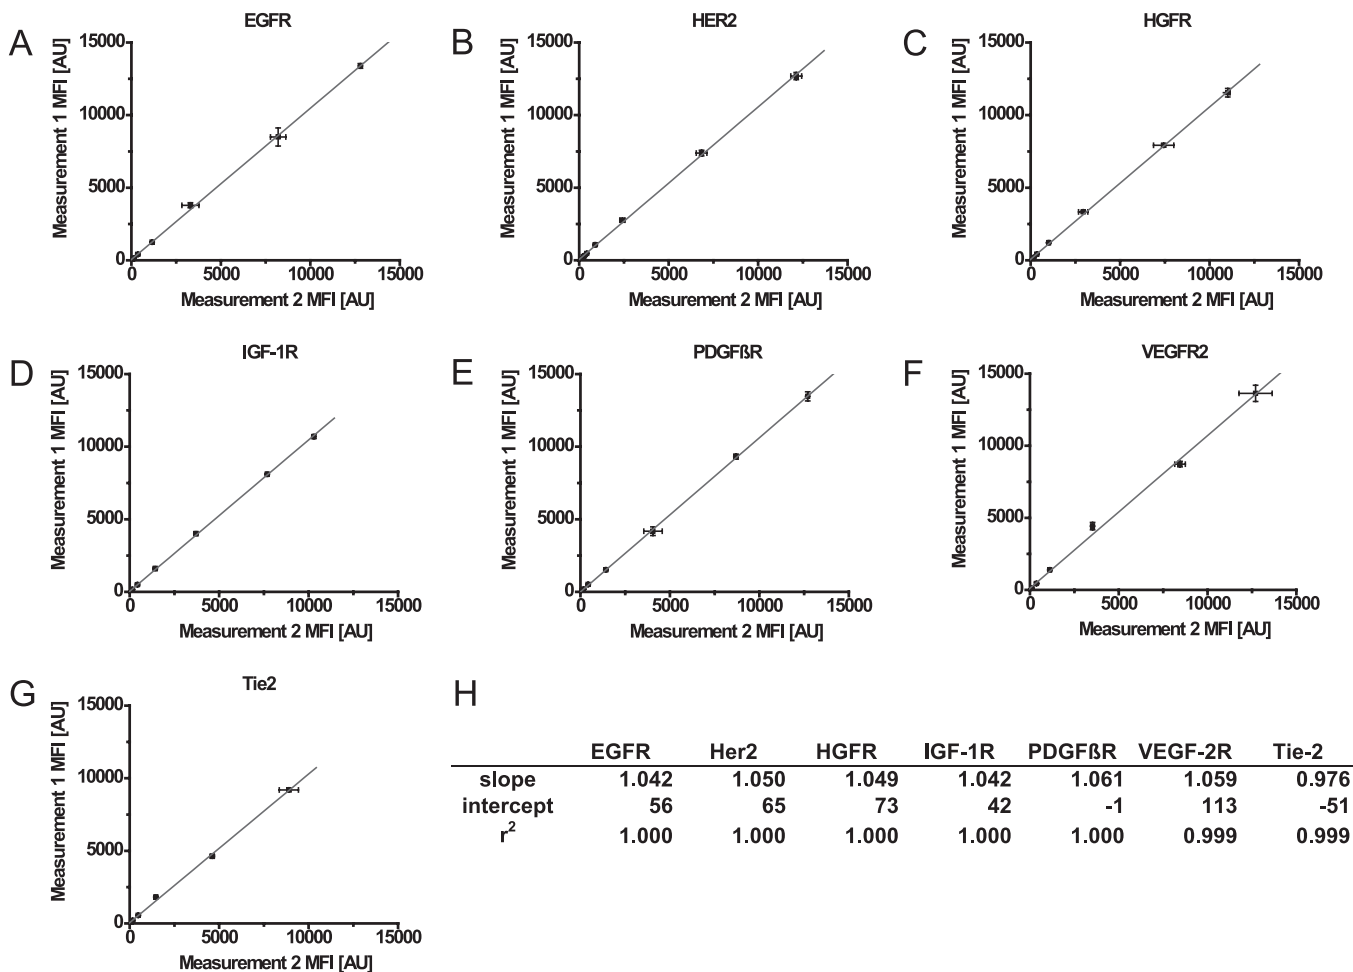 A
EGFR
Measurement 1 MFI [AU]
15000
10000
5000
0
0 5000 10000 15000
Measurement 2 MFI [AU]
B
HER2
Measurement 1 MFI [AU]
15000
10000
5000
0
0 5000 10000 15000
Measurement 2 MFI [AU]
C
HGFR
Measurement 1 MFI [AU]
15000
10000
5000
0
0 5000 10000 15000
Measurement 2 MFI [AU]
D
IGF-1R
Measurement 1 MFI [AU]
15000
10000
5000
0
0 5000 10000 15000
Measurement 2 MFI [AU]
E
PDGFßR
Measurement 1 MFI [AU]
15000
10000
5000
0
0 5000 10000 15000
Measurement 2 MFI [AU]
F
VEGFR2
Measurement 1 MFI [AU]
15000
10000
5000
0
0 5000 10000 15000
Measurement 2 MFI [AU]
G
Tie2
Measurement 1 MFI [AU]
15000
10000
5000
0
0 5000 10000 15000
Measurement 2 MFI [AU]
H
EGFR Her2 HGFR IGF-1R PDGFßR VEGF-2R Tie-2
slope 1.042 1.050 1.049 1.042 1.061 1.059 0.976
intercept 56 65 73 42 -1 113 -51
r² 1.000 1.000 1.000 1.000 1.000 0.999 0.999